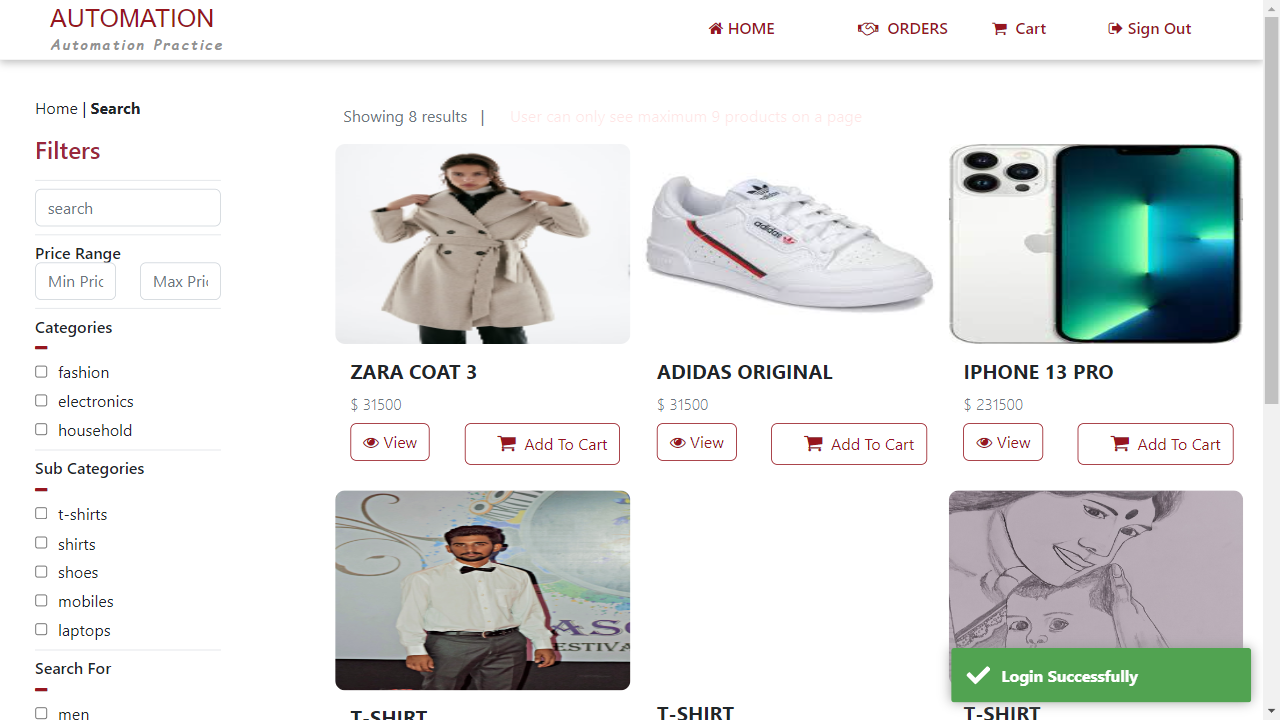 AUTOMATION
Automation Practice
HOME
ORDERS
Cart
Sign Out
Home | Search
Filters
search
Price Range
Min Pric
Max Pric
Categories
fashion
electronics
household
Sub Categories
t-shirts
shirts
shoes
mobiles
laptops
Search For
men
Showing 8 results |
User can only see maximum 9 products on a page
adidas
ZARA COAT 3
$ 31500
View
Add To Cart
ADIDAS ORIGINAL
$ 31500
View
Add To Cart
IPHONE 13 PRO
$ 231500
View
Add To Cart
T-SHIRT
T-SHIRT
T-SHIRT
Login Successfully